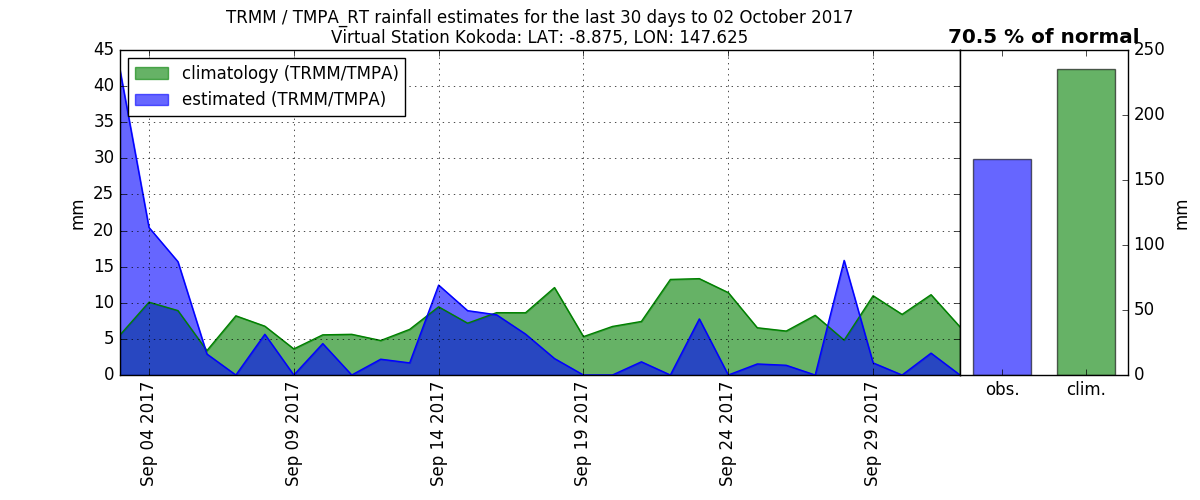 TRMM / TMPA_RT rainfall estimates for the last 30 days to 02 October 2017
Virtual Station Kokoda: LAT: -8.875, LON: 147.625
70.5 % of normal
climatology (TRMM/TMPA)
estimated (TRMM/TMPA)
mm
45
40
35
30
25
20
15
10
5
0
Sep 04 2017
Sep 09 2017
Sep 14 2017
Sep 19 2017
Sep 24 2017
Sep 29 2017
250
200
150
100
50
0
mm
obs.
clim.